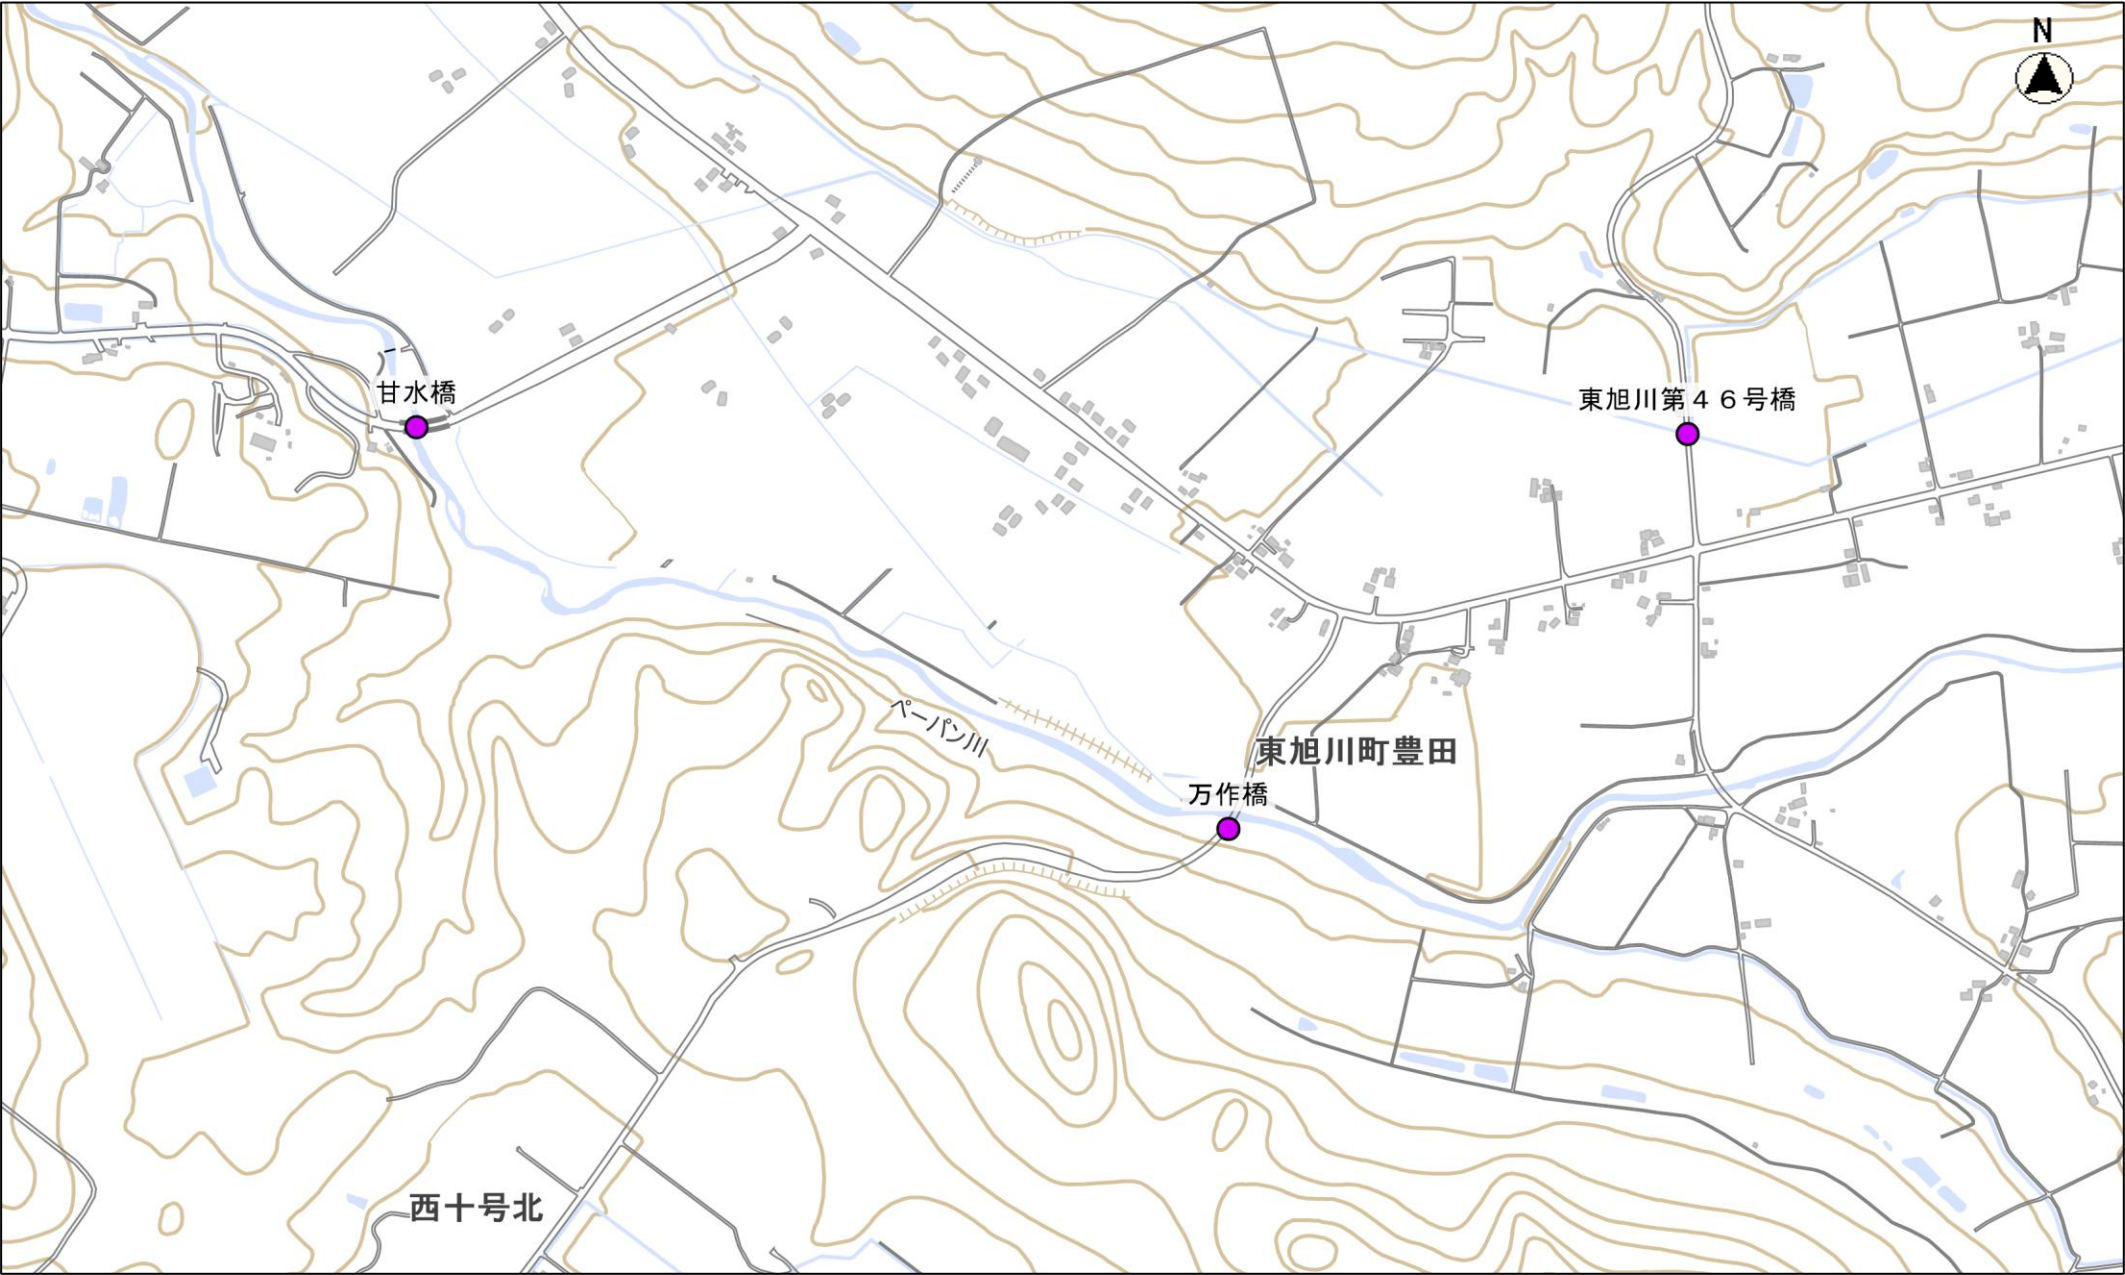 N
甘水橋
東旭川第４６号橋
ペーパン川
東旭川町豊田
万作橋
西十号北